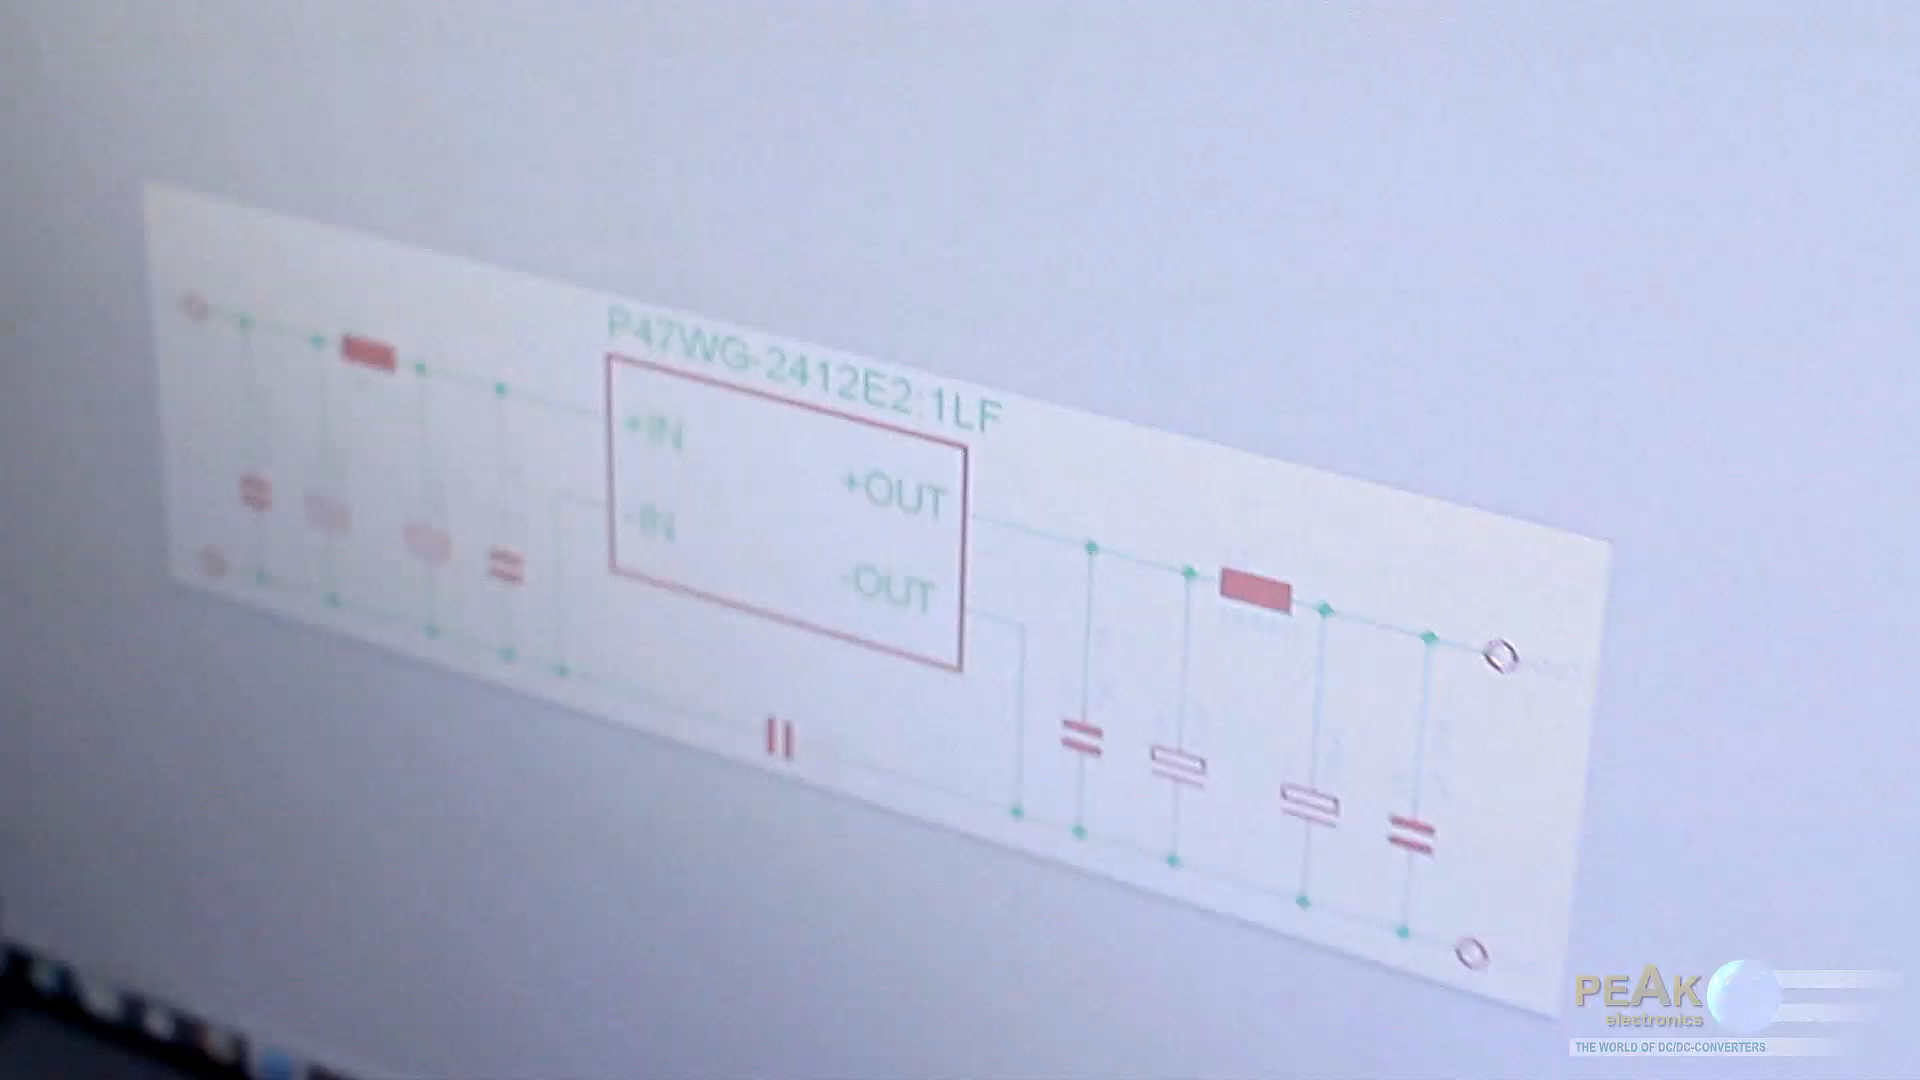 P47WG-2412E2:1LF
+IN
+OUT
-IN
-OUT
PEAK
electronics
THE WORLD OF DC/DC-CONVERTERS